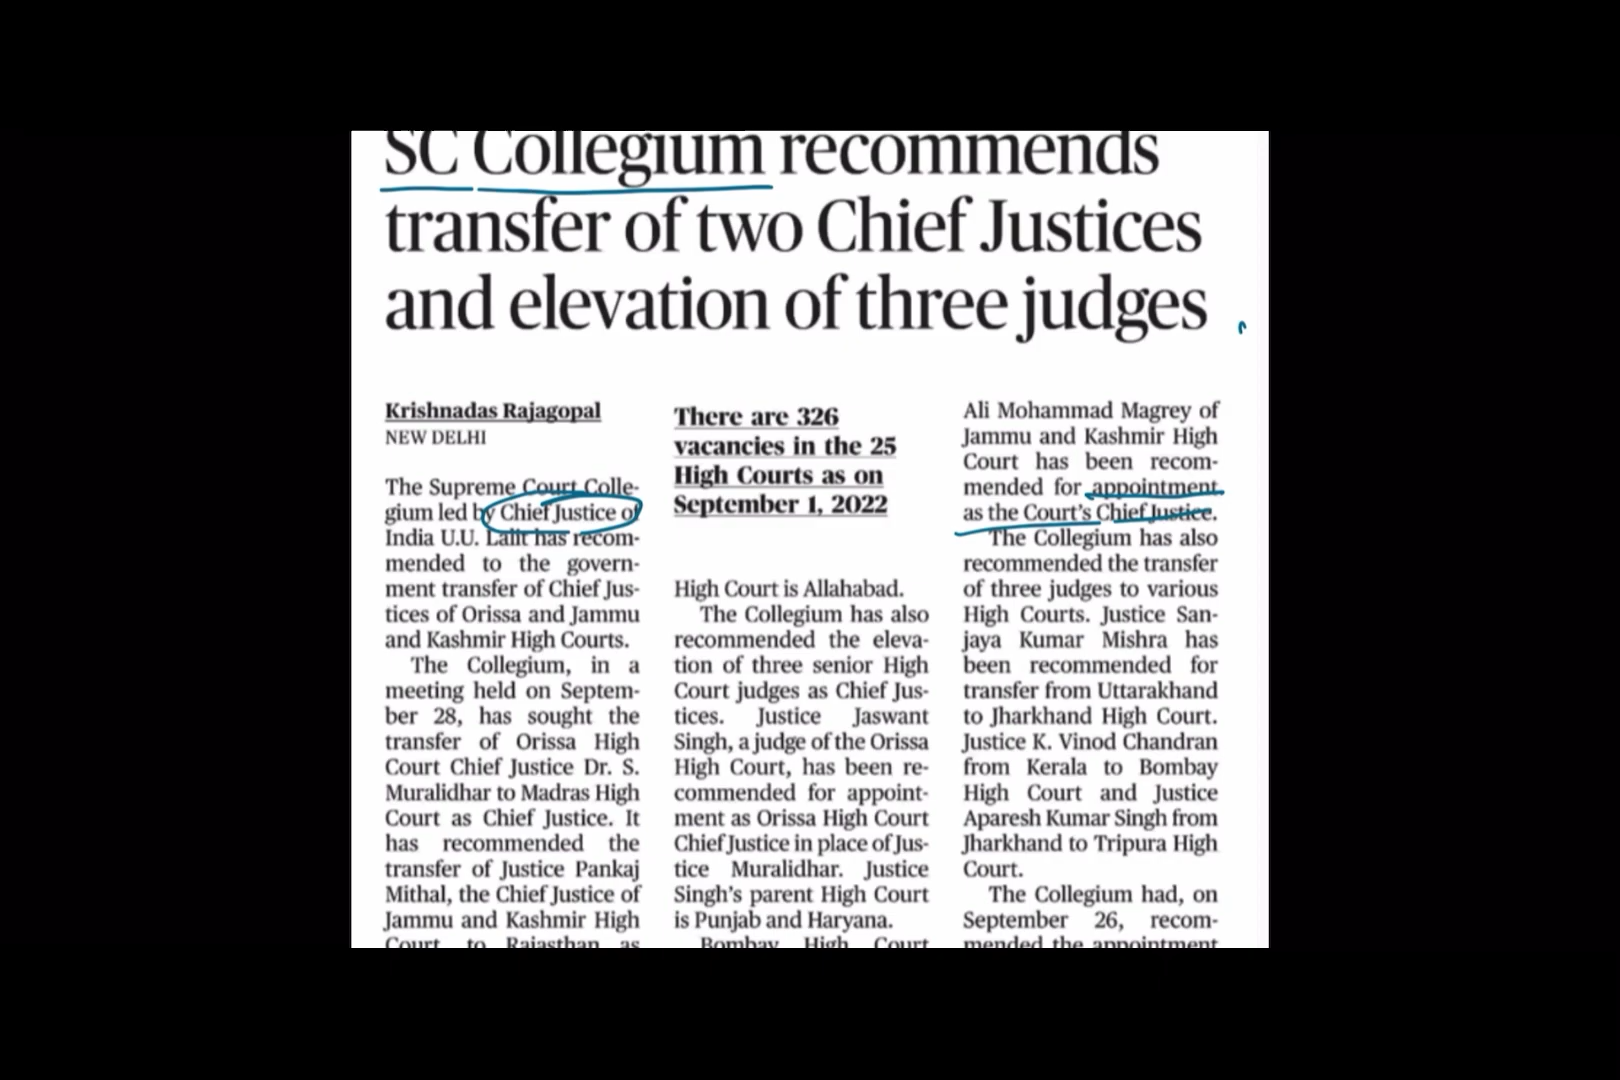 SC Collegium recommends
transfer of two Chief Justices
and elevation of three judges
Krishnadas Rajagopal
NEW DELHI
The Supreme Court Colle-
gium led by Chief Justice of
India U.U. Lalit has recom-
mended to the govern-
ment transfer of Chief Jus-
tices of Orissa and Jammu
and Kashmir High Courts.
The Collegium, in a
meeting held on Septem-
ber 28, has sought the
transfer of Orissa High
Court Chief Justice Dr. S.
Muralidhar to Madras High
Court as Chief Justice. It
has recommended the
transfer of Justice Pankaj
Mithal, the Chief Justice of
Jammu and Kashmir High
Court, to Rajasthan as
There are 326
vacancies in the 25
High Courts as on
September 1, 2022
High Court is Allahabad.
The Collegium has also
recommended the eleva-
tion of three senior High
Court judges as Chief Jus-
tices. Justice Jaswant
Singh, a judge of the Orissa
High Court, has been re-
commended for appoint-
ment as Orissa High Court
Chief Justice in place of Jus-
tice Muralidhar. Justice
Singh's parent High Court
is Punjab and Haryana.
Bombay High Court
Ali Mohammad Magrey of
Jammu and Kashmir High
Court has been recom-
mended for appointment
as the Court's Chief Justice.
The Collegium has also
recommended the transfer
of three judges to various
High Courts. Justice San-
jaya Kumar Mishra has
been recommended for
transfer from Uttarakhand
to Jharkhand High Court.
Justice K. Vinod Chandran
from Kerala to Bombay
High Court and Justice
Aparesh Kumar Singh from
Jharkhand to Tripura High
Court.
The Collegium had, on
September 26, recom-
mended the appointment